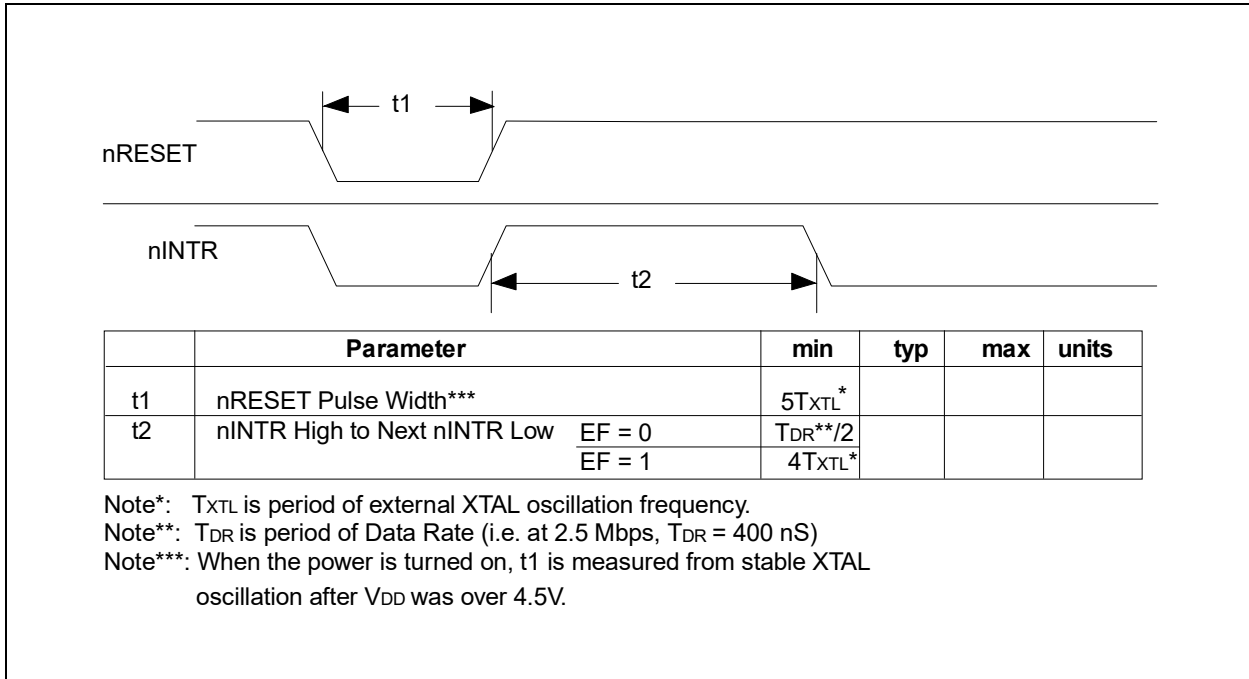 t1
nRESET
nINTR
t2
Parameter min typ max units
t1 nRESET Pulse Width*** 5TXTL*
t2 nINTR High to Next nINTR Low EF = 0 TDR**/2
EF = 1 4TXTL*
Note*: TXTL is period of external XTAL oscillation frequency.
Note**: TDR is period of Data Rate (i.e. at 2.5 Mbps, TDR = 400 nS)
Note***: When the power is turned on, t1 is measured from stable XTAL
oscillation after VDD was over 4.5V.